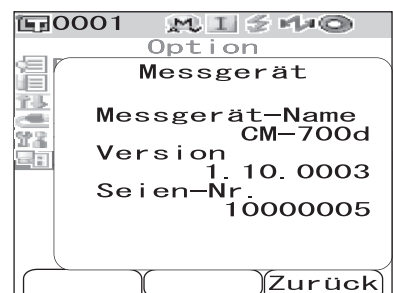 0001 M I
Option
Messgerät
Messgerät-Name
CM-700d
Version
1.10.0003
Seien-Nr.
10000005
Zurück